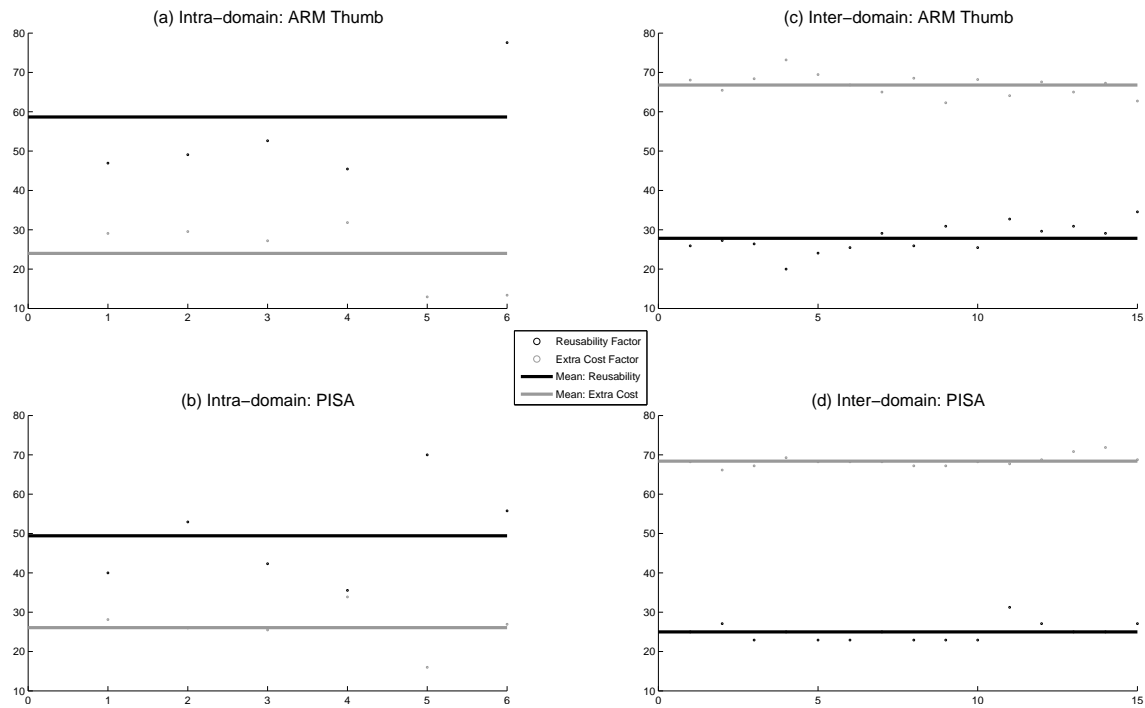 (a) Intra−domain: ARM Thumb
80
70
60
50
40
30
20
10
0 1 2 3 4 5 6
(c) Inter−domain: ARM Thumb
80
70
60
50
40
30
20
10
0 5 10 15
Reusability Factor
Extra Cost Factor
Mean: Reusability
Mean: Extra Cost
(b) Intra−domain: PISA
80
70
60
50
40
30
20
10
0 1 2 3 4 5 6
(d) Inter−domain: PISA
80
70
60
50
40
30
20
10
0 5 10 15